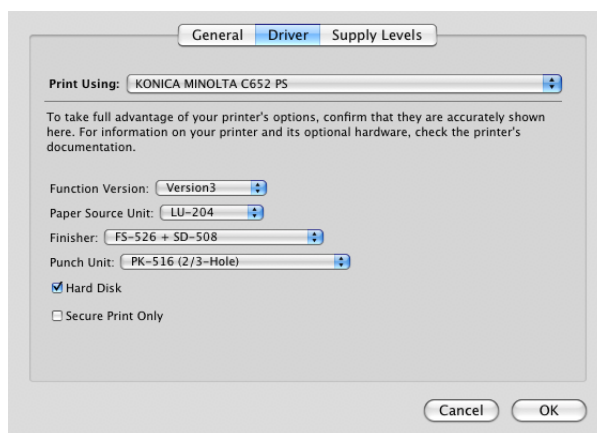 General Driver Supply Levels
Print Using: KONICA MINOLTA C652 PS
To take full advantage of your printer's options, confirm that they are accurately shown
here. For information on your printer and its optional hardware, check the printer's
documentation.
Function Version: Version3
Paper Source Unit: LU-204
Finisher: FS-526 + SD-508
Punch Unit: PK-516 (2/3-Hole)
Hard Disk
Secure Print Only
Cancel OK